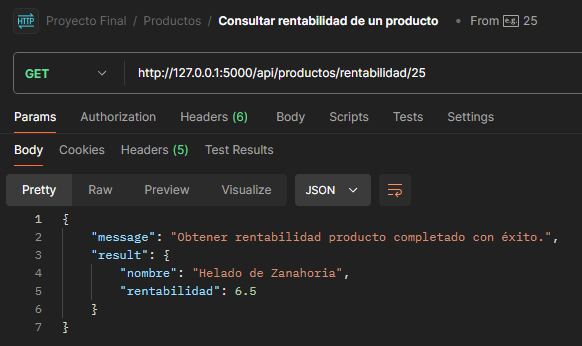 HTTP Proyecto Final / Productos / Consultar rentabilidad de un producto • From e.g. 25
GET http://127.0.0.1:5000/api/productos/rentabilidad/25
Params Authorization Headers (6) Body Scripts Tests Settings
Body Cookies Headers (5) Test Results
Pretty Raw Preview Visualize JSON
1 {
2 "message": "Obtener rentabilidad producto completado con éxito.",
3 "result": {
4 "nombre": "Helado de Zanahoria",
5 "rentabilidad": 6.5
6 }
7 }